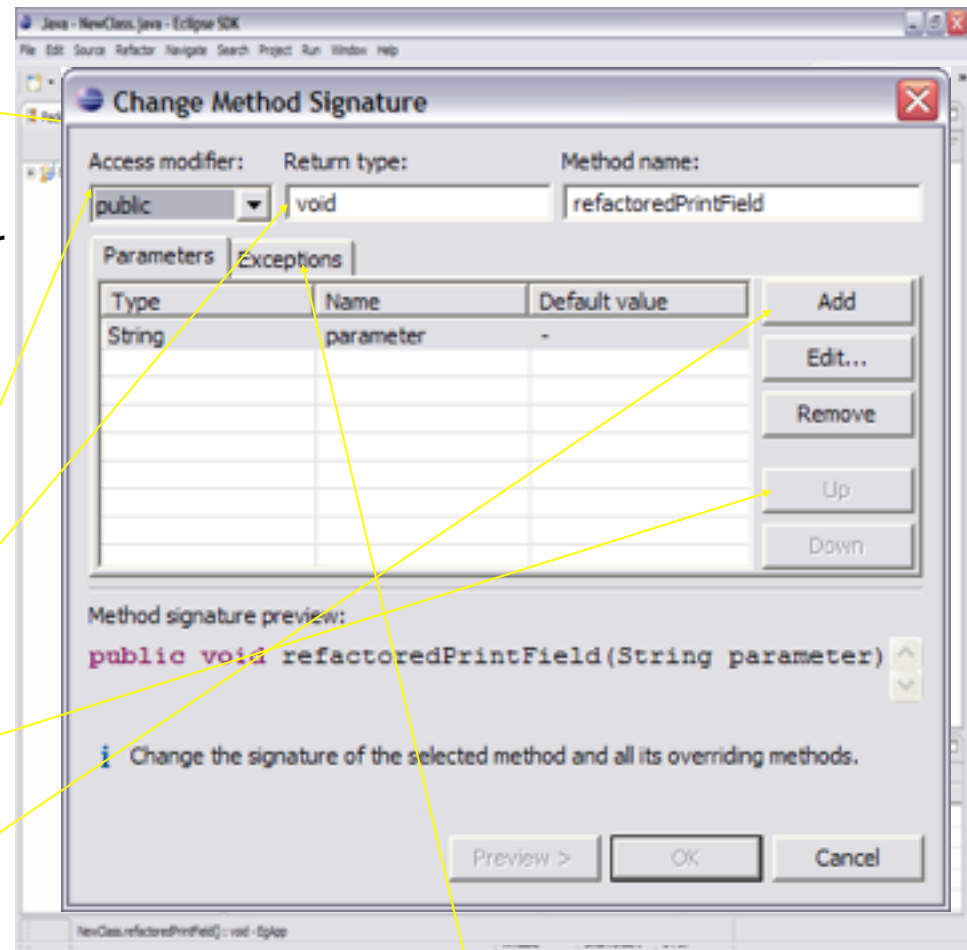 Java - NewClass.java - Eclipse SDK
File Edit Source Refactor Navigate Search Project Run Window Help
Change Method Signature
Access modifier: Return type: Method name:
public void refactoredPrintField
Parameters Exceptions
Type Name Default value
String parameter -
Add
Edit...
Remove
Up
Down
Method signature preview:
public void refactoredPrintField(String parameter)
Change the signature of the selected method and all its overriding methods.
Preview > OK Cancel
NewClass.refactoredPrintField() : void - EgApp